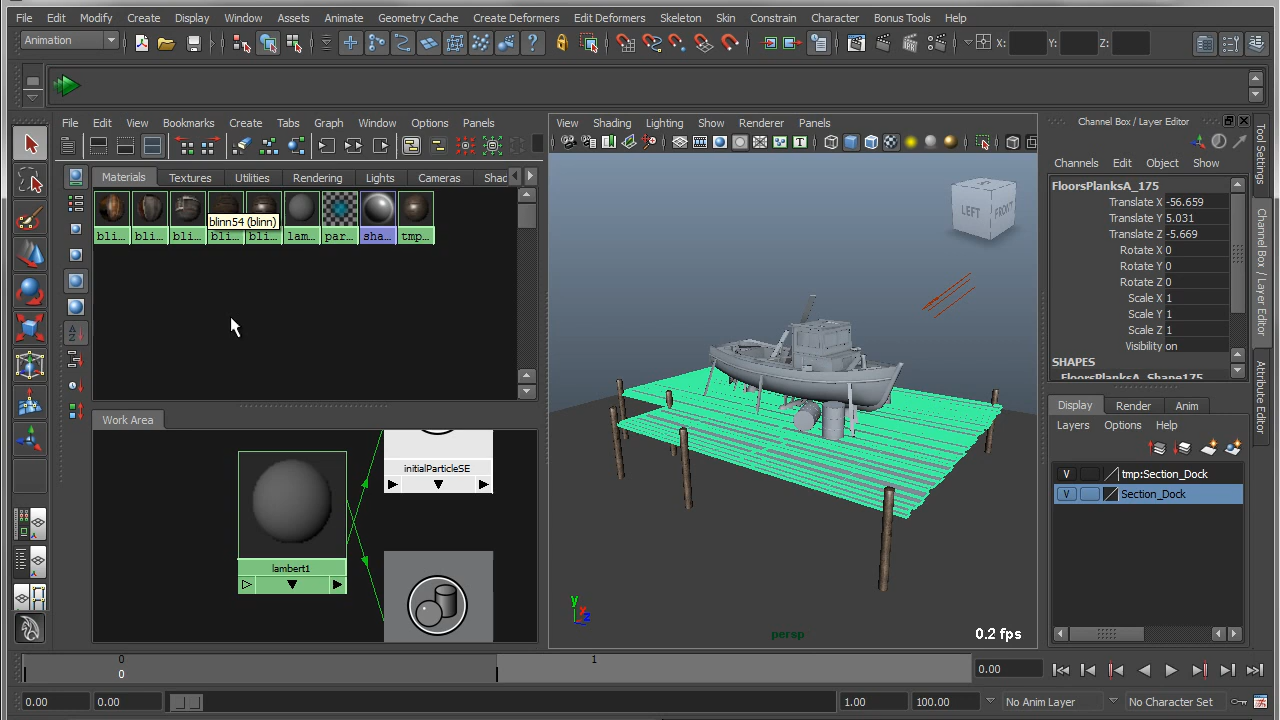 File Edit Modify Create Display Window Assets Animate Geometry Cache Create Deformers Edit Deformers Skeleton Skin Constrain Character Bonus Tools Help
Animation X: Y: Z:
File Edit View Bookmarks Create Tabs Graph Window Options Panels
View Shading Lighting Show Renderer Panels
Channel Box / Layer Editor
Materials Textures Utilities Rendering Lights Cameras Shac
Channels Edit Object Show
bli... bli... bli... bli... bli... lam... par... sha... tmp...
blinn54 (blinn)
LEFT FRONT
FloorsPlanksA_175
Translate X -56.659
Translate Y 5.031
Translate Z -5.669
Rotate X 0
Rotate Y 0
Rotate Z 0
Scale X 1
Scale Y 1
Scale Z 1
Visibility on
SHAPES
FloorsPlanksA_Shape175
Tool Settings
Channel Box / Layer Editor
Attribute Editor
Work Area
initialParticleSE
lambert1
y
x
z
persp
0.2 fps
Display Render Anim
Layers Options Help
V tmp:Section_Dock
V Section_Dock
0 1
0
0.00
0.00 0.00 1.00 100.00 No Anim Layer No Character Set